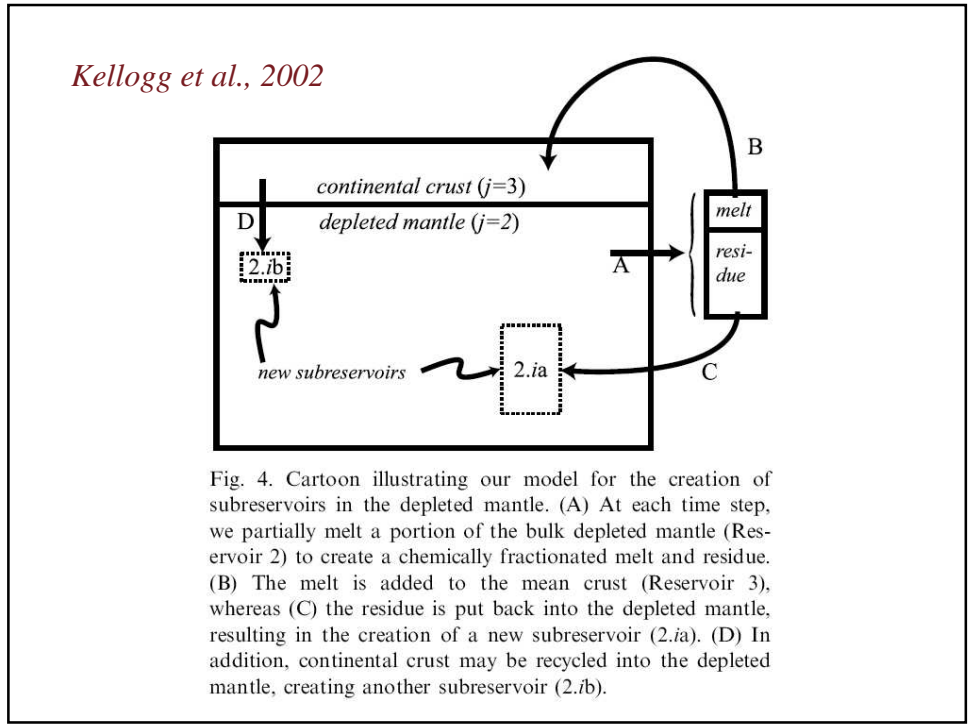 Kellogg et al., 2002
B
continental crust (j=3)
melt
D
depleted mantle (j=2)
resi-
due
2.ib
A
new subreservoirs
2.ia
C
Fig. 4. Cartoon illustrating our model for the creation of
subreservoirs in the depleted mantle. (A) At each time step,
we partially melt a portion of the bulk depleted mantle (Res-
ervoir 2) to create a chemically fractionated melt and residue.
(B) The melt is added to the mean crust (Reservoir 3),
whereas (C) the residue is put back into the depleted mantle,
resulting in the creation of a new subreservoir (2.ia). (D) In
addition, continental crust may be recycled into the depleted
mantle, creating another subreservoir (2.ib).